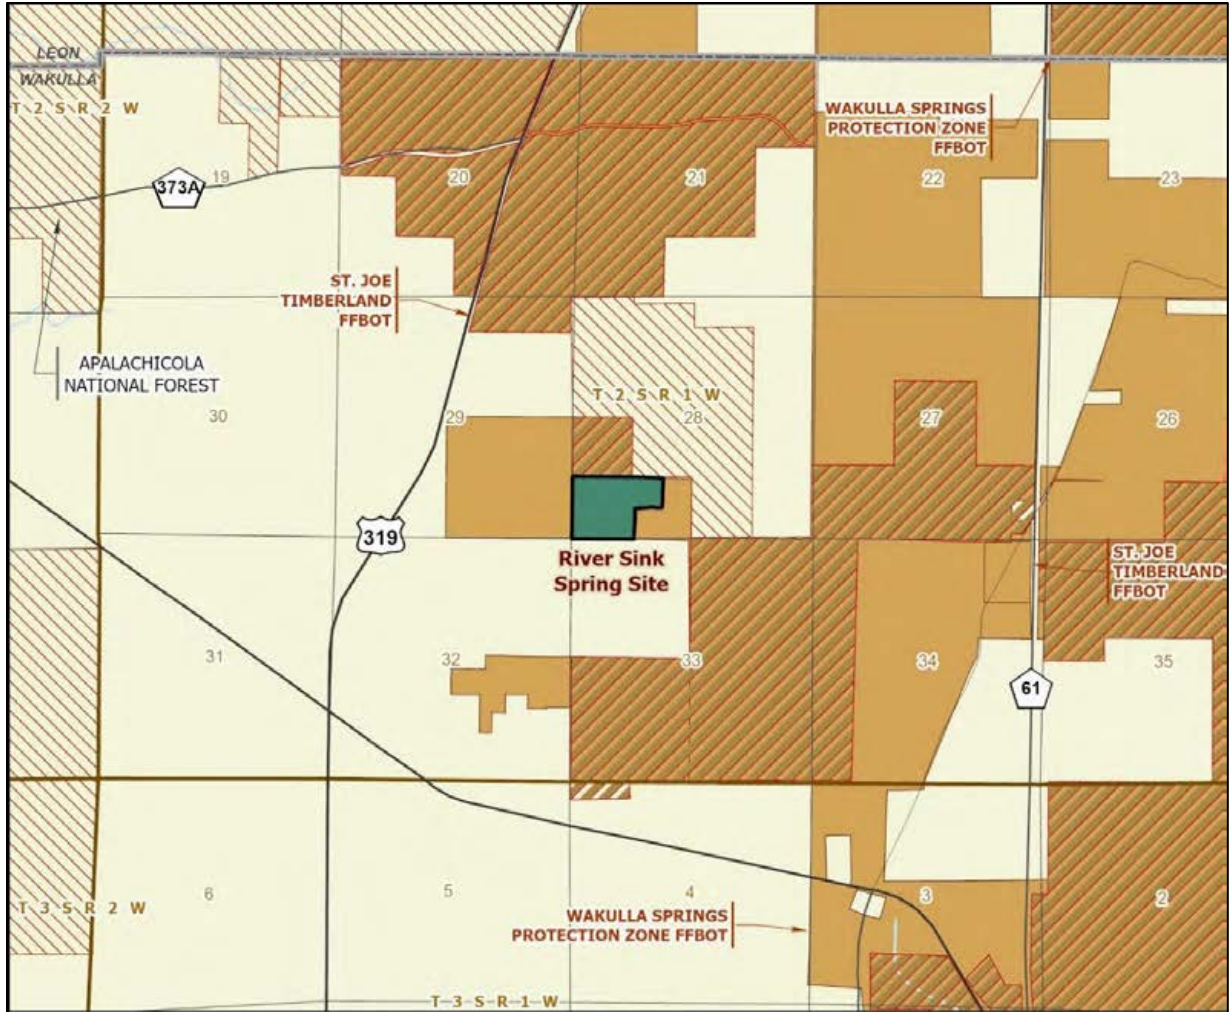 LEON
WAKULLA
T 2 S R 2 W
WAKULLA SPRINGS
PROTECTION ZONE
FFBOT
373A
19
20
21
22
23
ST. JOE
TIMBERLAND
FFBOT
APALACHICOLA
NATIONAL FOREST
T 2 S R 1 W
30
29
28
27
26
319
River Sink
Spring Site
ST. JOE
TIMBERLAND
FFBOT
31
32
33
34
35
61
6
5
4
3
2
T 3 S R 2 W
WAKULLA SPRINGS
PROTECTION ZONE FFBOT
T 3 S R 1 W